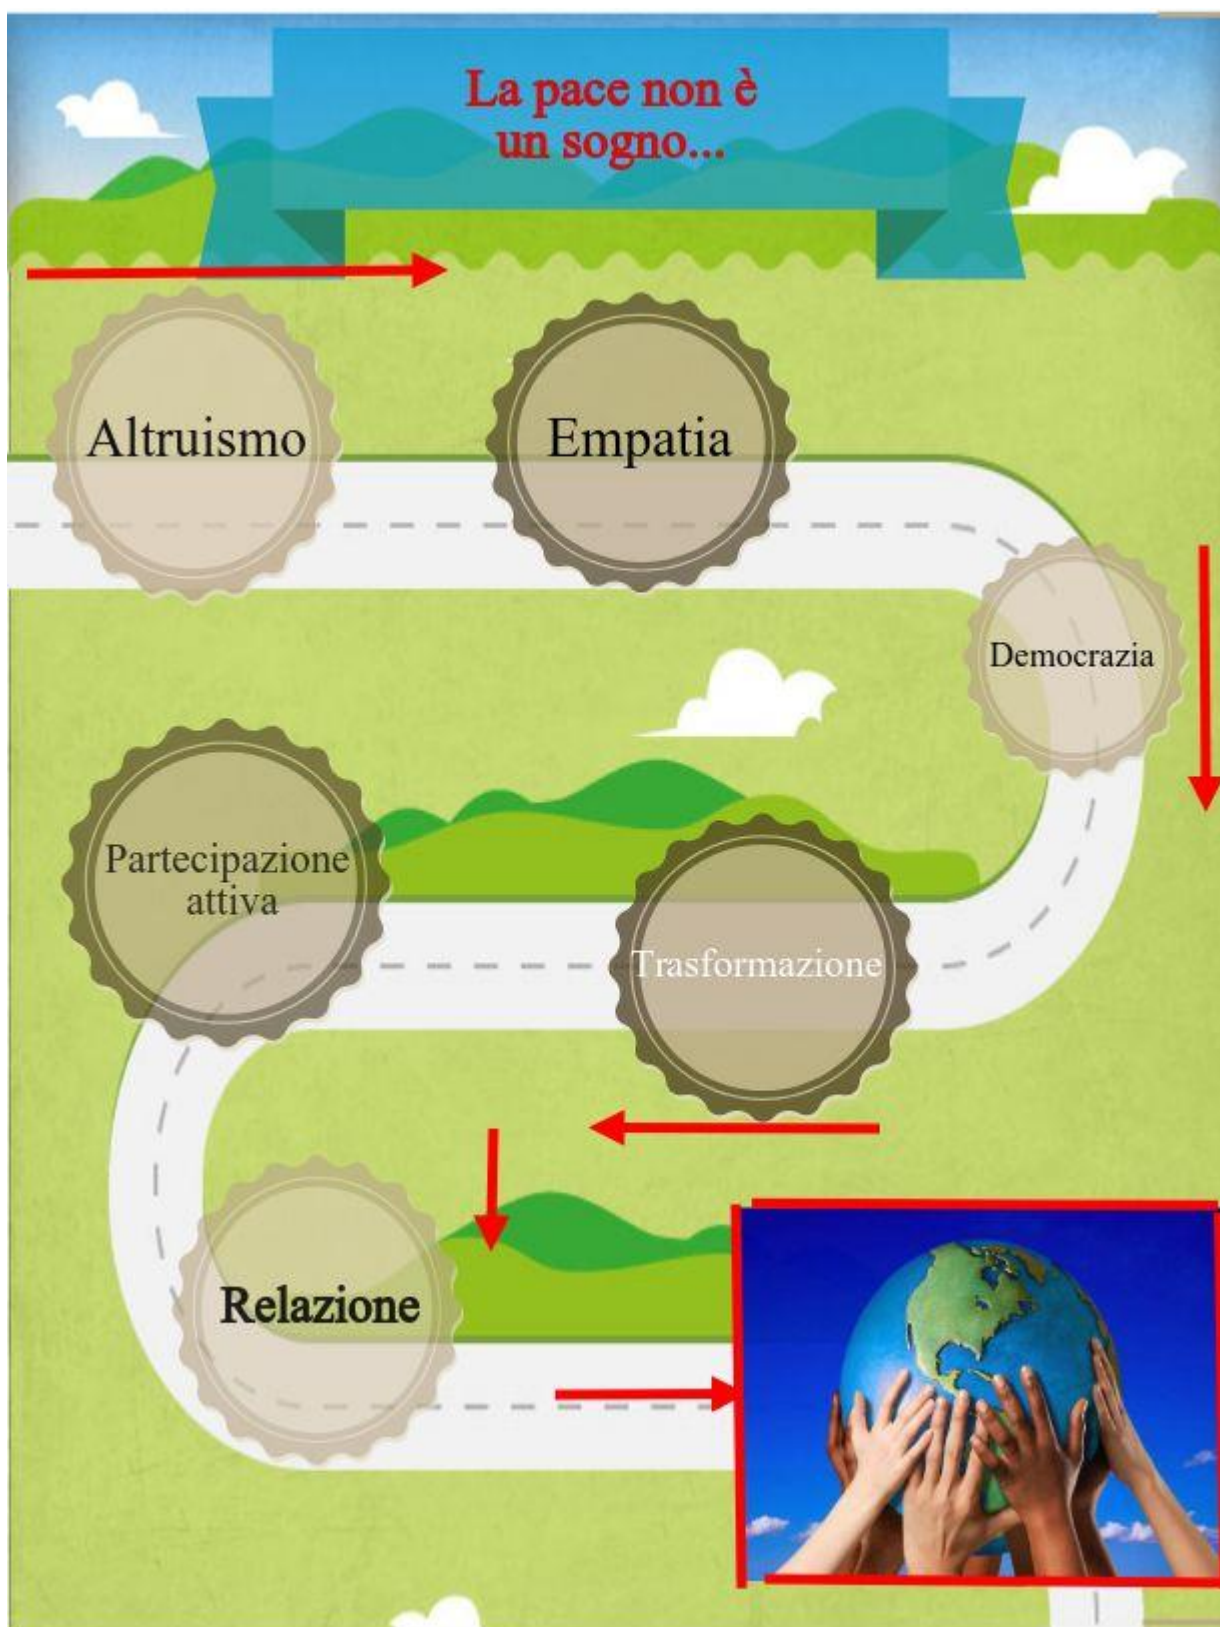 La pace non è
un sogno...
Altruismo
Empatia
Democrazia
Trasformazione
Partecipazione
attiva
Relazione